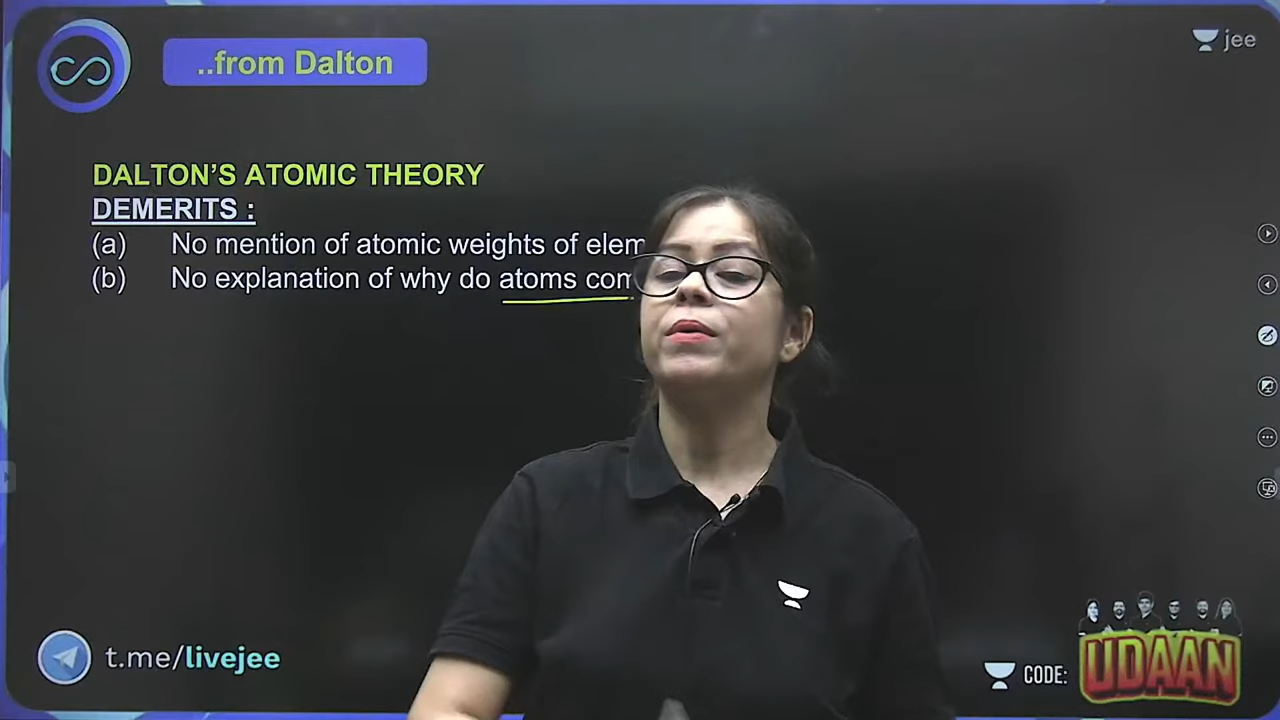 ..from Dalton
jee
DALTON'S ATOMIC THEORY
DEMERITS :
(a) No mention of atomic weights of elem
(b) No explanation of why do atoms com
t.me/livejee
CODE: UDAAN